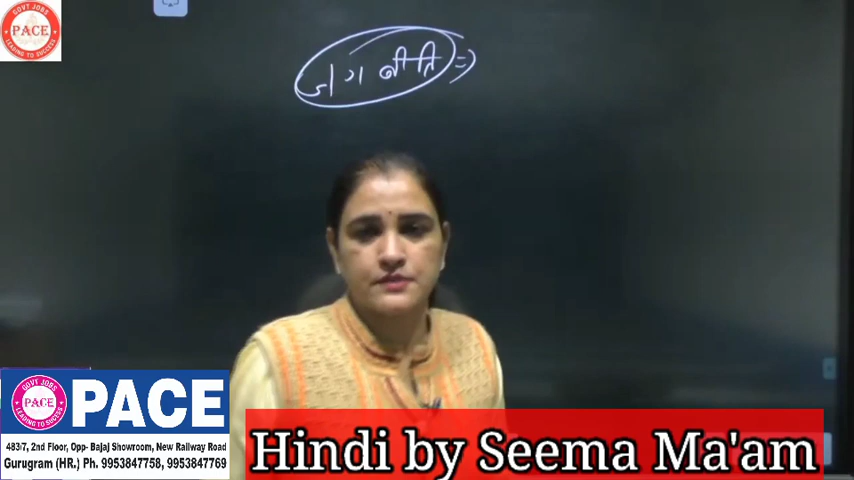 GOVT JOBS
PACE
LEADING TO SUCCESS
जग नीति =>
GOVT JOBS
PACE
LEADING TO SUCCESS
PACE
483/7, 2nd Floor, Opp- Bajaj Showroom, New Railway Road
Gurugram (HR.) Ph. 9953847758, 9953847769
Hindi by Seema Ma'am